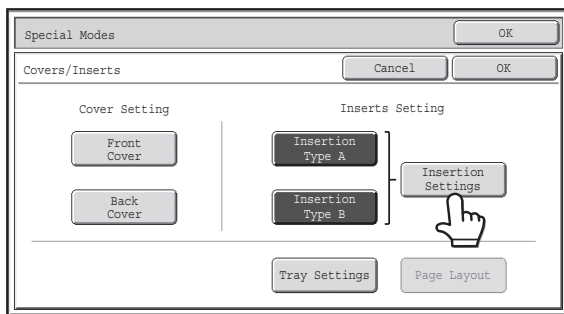 Special Modes
OK
Covers/Inserts
Cancel
OK
Cover Setting
Inserts Setting
Front
Cover
Insertion
Type A
Insertion
Settings
Back
Cover
Insertion
Type B
Tray Settings
Page Layout